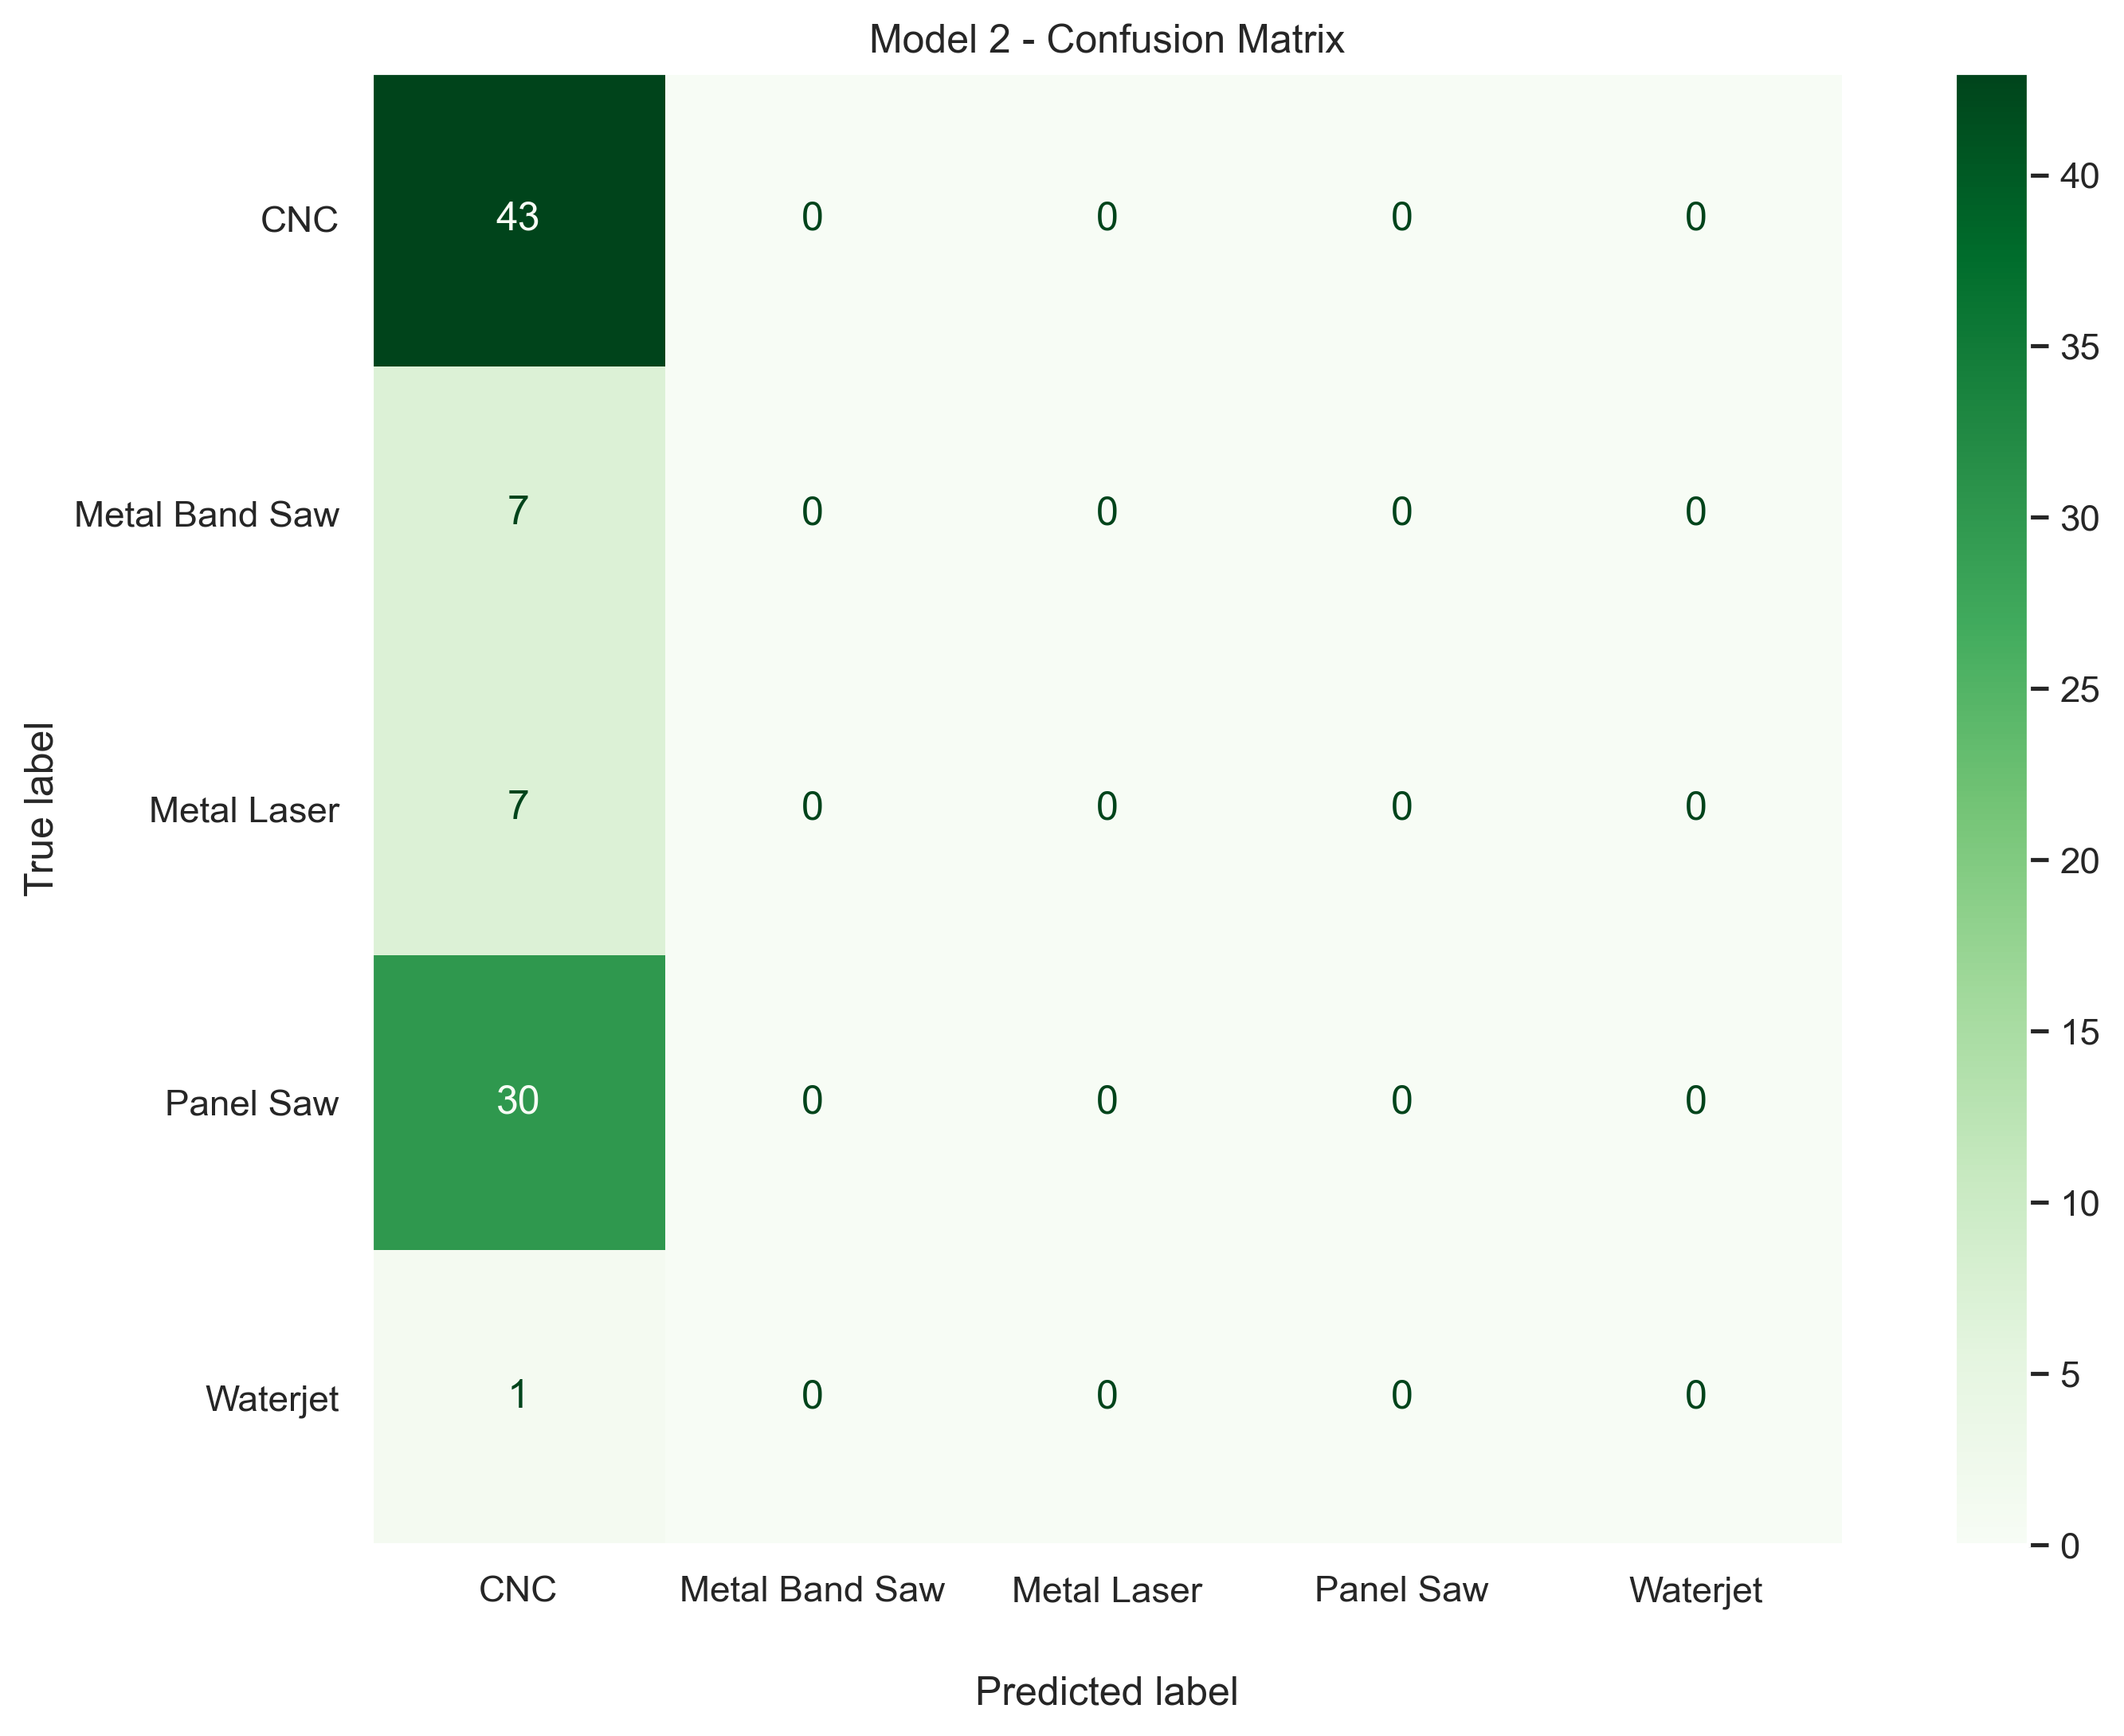 Model 2 - Confusion Matrix
CNC
43 0 0 0 0
40
35
Metal Band Saw
7 0 0 0 0
30
25
True label
Metal Laser
7 0 0 0 0
20
15
Panel Saw
30 0 0 0 0
10
5
Waterjet
1 0 0 0 0
0
CNC Metal Band Saw Metal Laser Panel Saw Waterjet
Predicted label